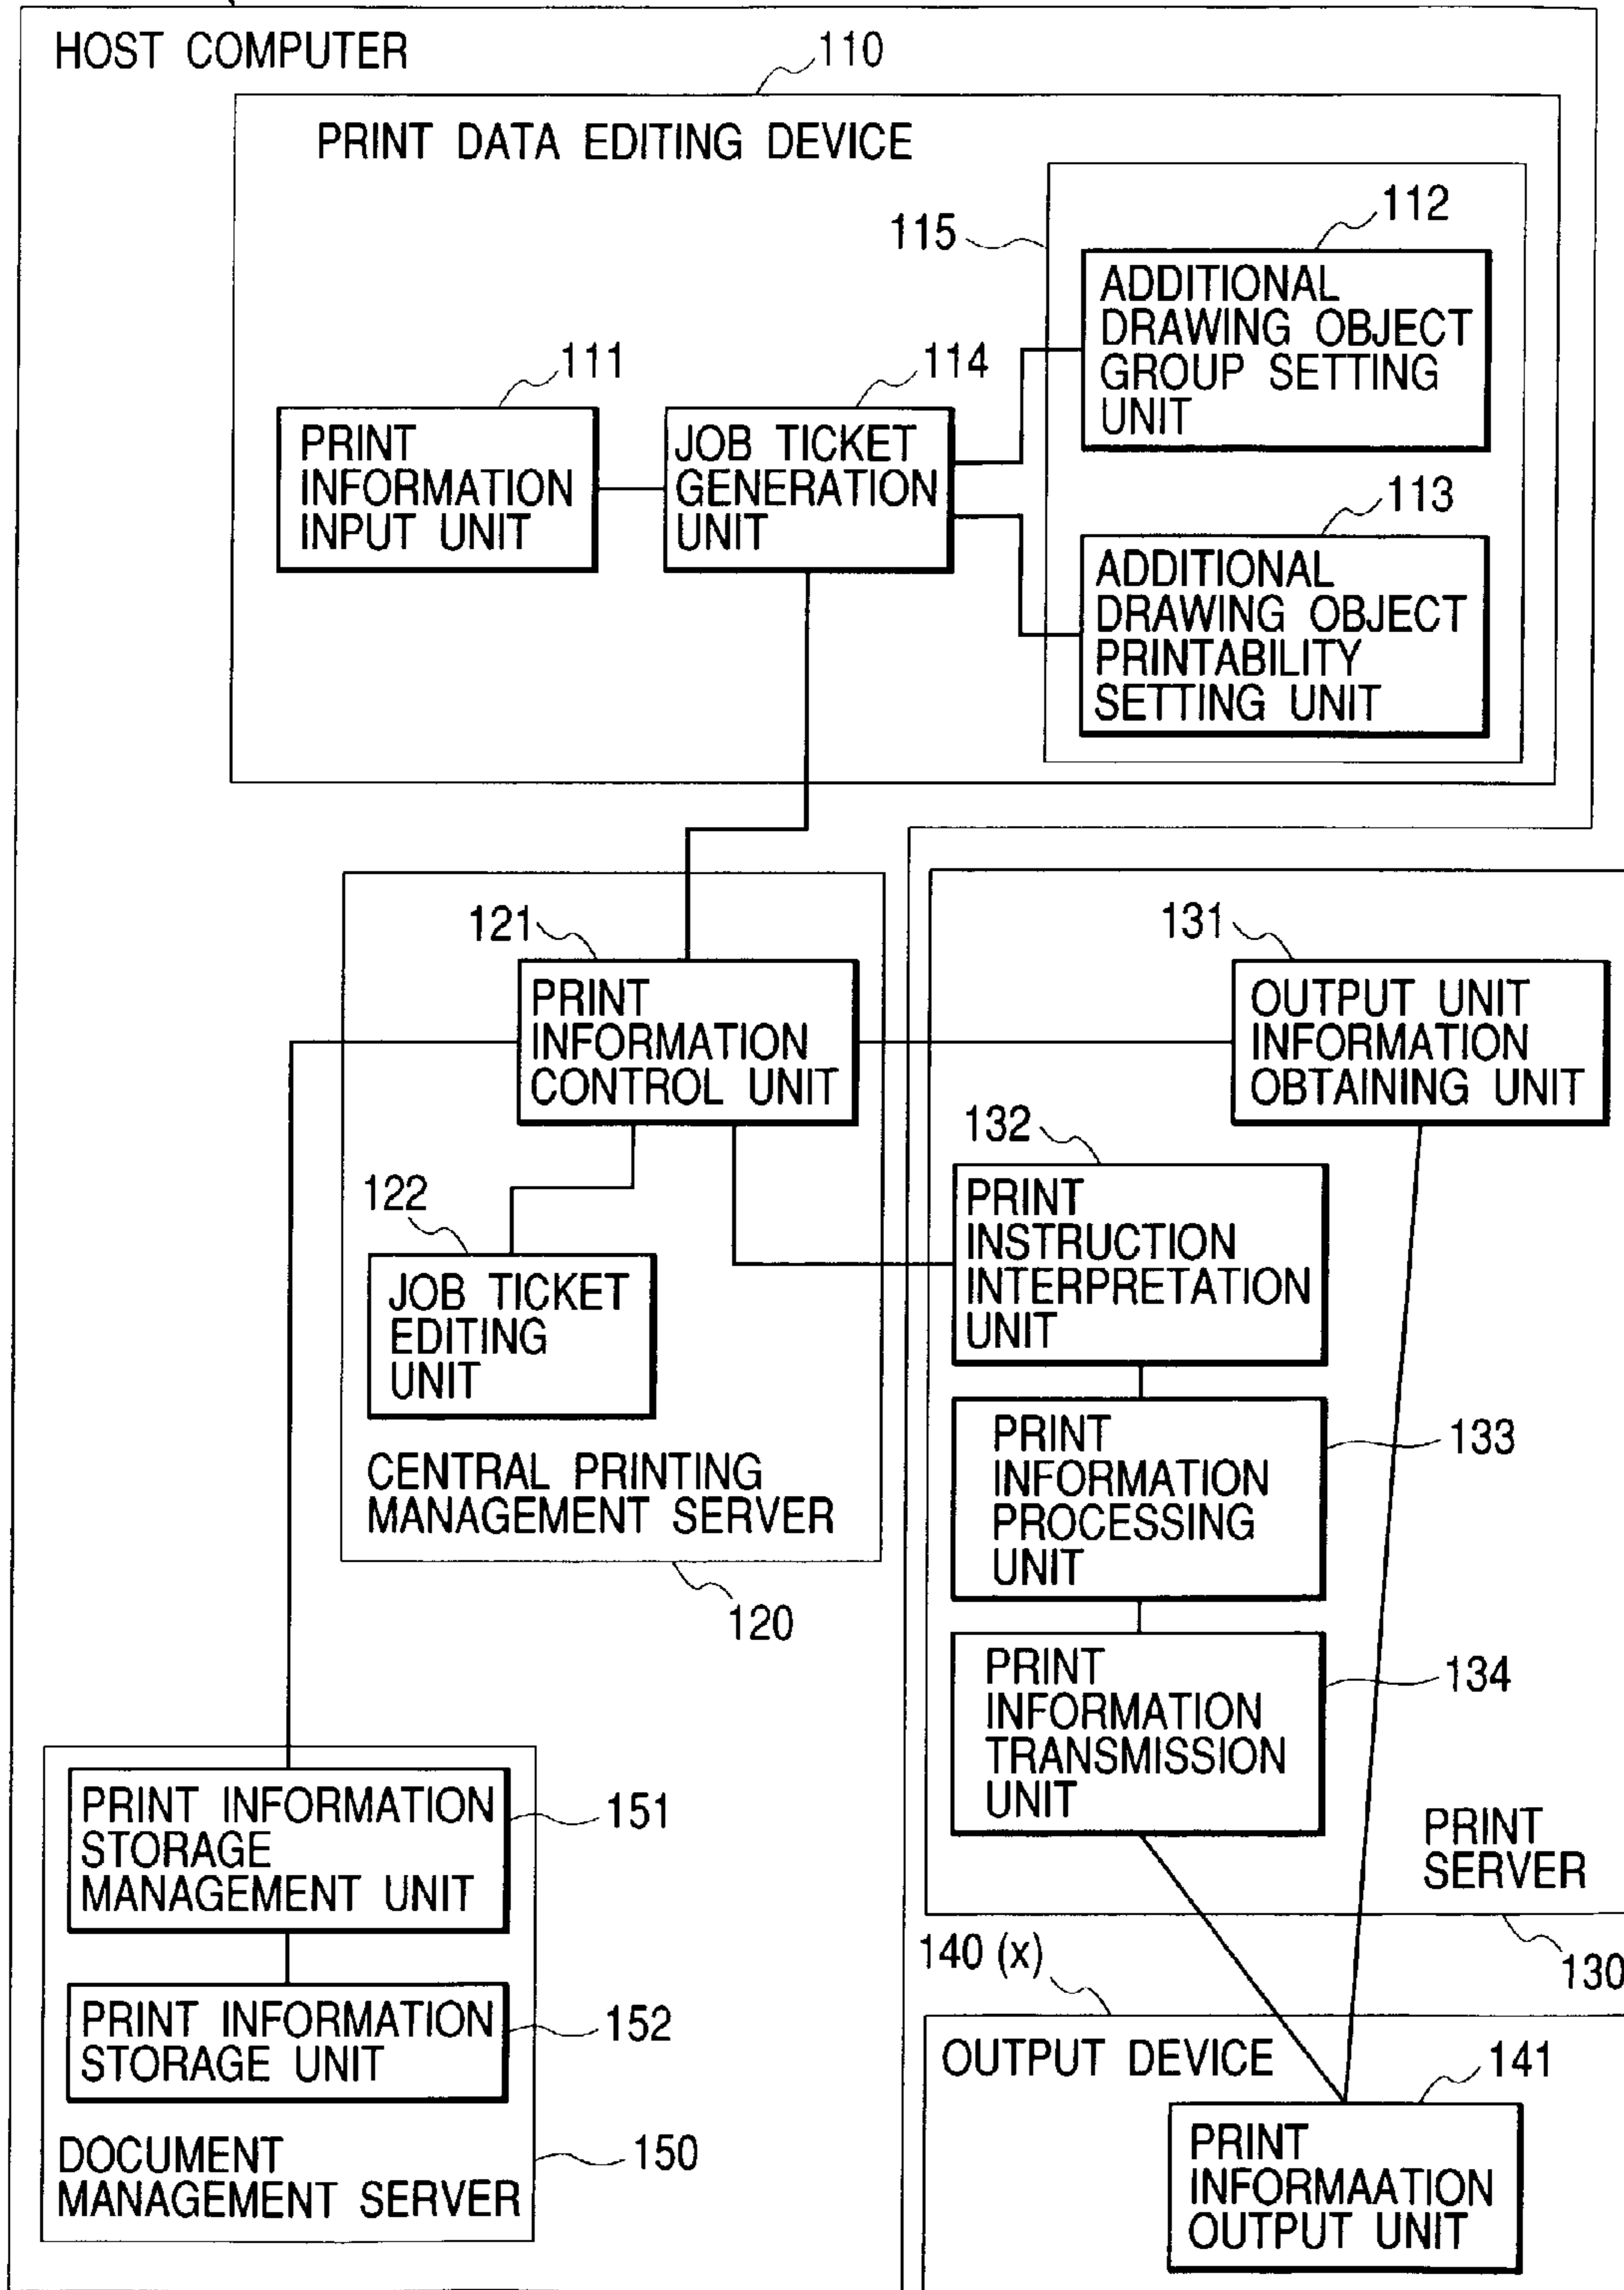 HOST COMPUTER
110
PRINT DATA EDITING DEVICE
115
112
ADDITIONAL
DRAWING OBJECT
GROUP SETTING
UNIT
111
PRINT
INFORMATION
INPUT UNIT
114
JOB TICKET
GENERATION
UNIT
113
ADDITIONAL
DRAWING OBJECT
PRINTABILITY
SETTING UNIT
121
PRINT
INFORMATION
CONTROL UNIT
131
OUTPUT UNIT
INFORMATION
OBTAINING UNIT
122
JOB TICKET
EDITING
UNIT
CENTRAL PRINTING
MANAGEMENT SERVER
120
132
PRINT
INSTRUCTION
INTERPRETATION
UNIT
PRINT
INFORMATION
PROCESSING
UNIT
133
PRINT
INFORMATION
TRANSMISSION
UNIT
134
PRINT
SERVER
130
PRINT INFORMATION
STORAGE
MANAGEMENT UNIT
151
PRINT INFORMATION
STORAGE UNIT
152
DOCUMENT
MANAGEMENT SERVER
150
140 (x)
OUTPUT DEVICE
141
PRINT
INFORMAATION
OUTPUT UNIT